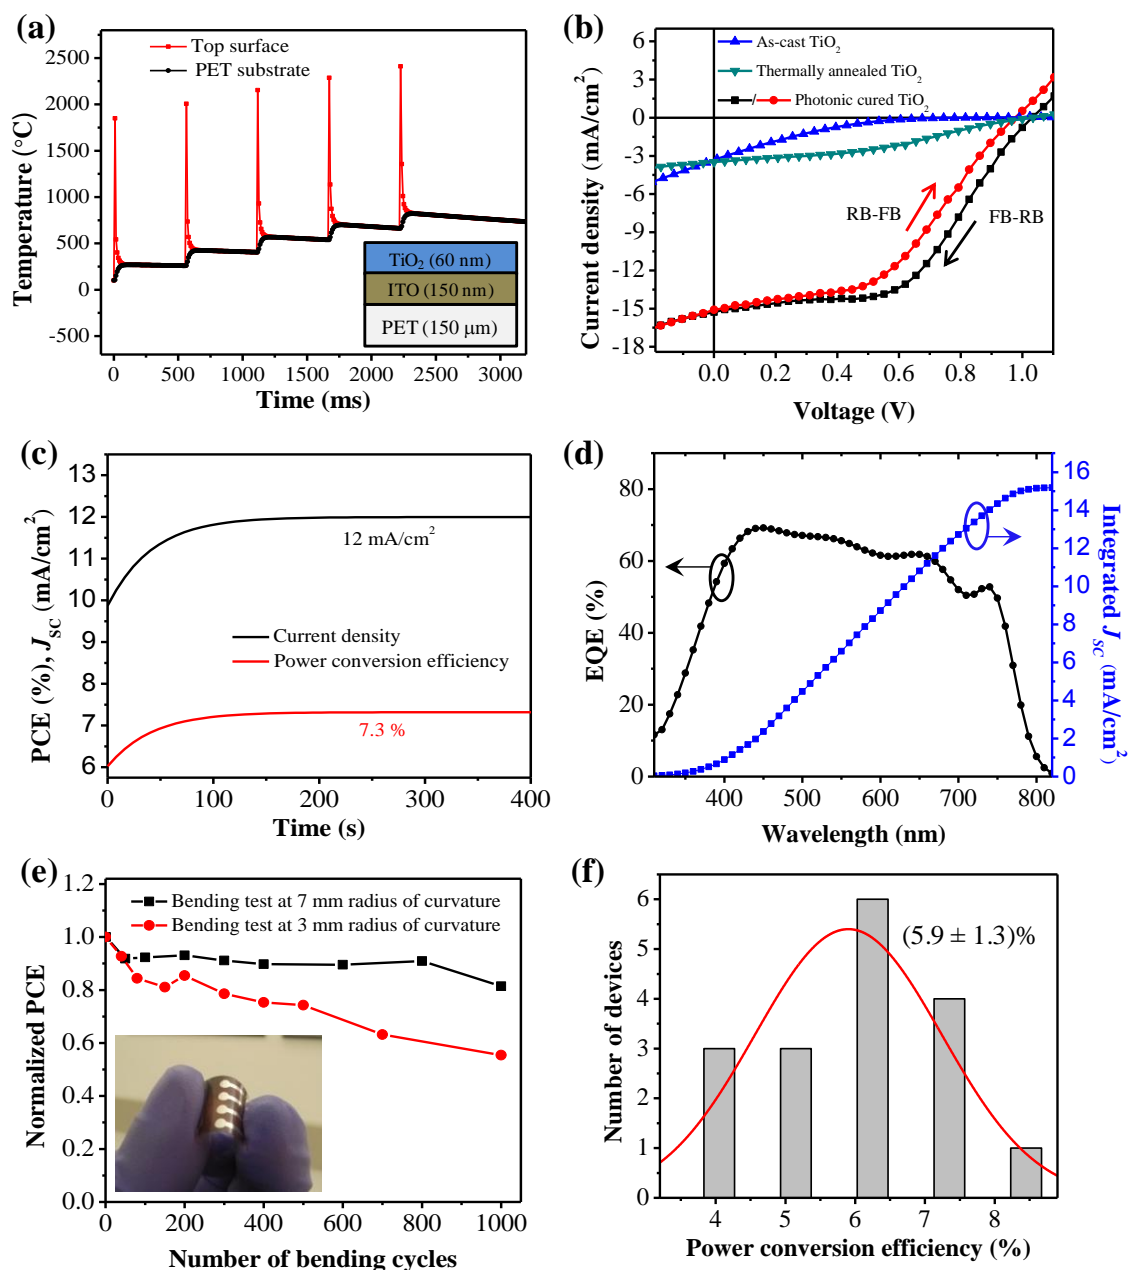 (a)
Top surface
PET substrate
2500
2000
1500
1000
500
0
-500
Temperature (°C)
TiO2 (60 nm)
ITO (150 nm)
PET (150 μm)
0
500
1000
1500
2000
2500
3000
Time (ms)
(b)
As-cast TiO2
Thermally annealed TiO2
/ Photonic cured TiO2
6
3
0
-3
-6
-9
-12
-15
-18
Current density (mA/cm2)
RB-FB
FB-RB
0.0
0.2
0.4
0.6
0.8
1.0
Voltage (V)
(c)
13
12
11
10
9
8
7
6
PCE (%), JSC (mA/cm2)
12 mA/cm2
Current density
Power conversion efficiency
7.3 %
0
100
200
300
400
Time (s)
(d)
80
60
40
20
0
EQE (%)
16
14
12
10
8
6
4
2
0
Integrated JSC (mA/cm2)
400
500
600
700
800
Wavelength (nm)
(e)
Bending test at 7 mm radius of curvature
Bending test at 3 mm radius of curvature
1.2
1.0
0.8
0.6
0.4
0.2
0.0
Normalized PCE
0
200
400
600
800
1000
Number of bending cycles
(f)
(5.9 ± 1.3)%
6
5
4
3
2
1
0
Number of devices
4
5
6
7
8
Power conversion efficiency (%)